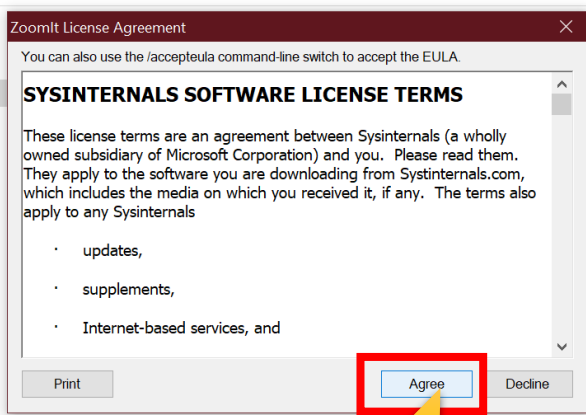 ZoomIt License Agreement
You can also use the /accepteula command-line switch to accept the EULA.
SYSINTERNALS SOFTWARE LICENSE TERMS
These license terms are an agreement between Sysinternals (a wholly
owned subsidiary of Microsoft Corporation) and you.  Please read them.
They apply to the software you are downloading from Systinternals.com,
which includes the media on which you received it, if any.  The terms also
apply to any Sysinternals
· updates,
· supplements,
· Internet-based services, and
Print Agree Decline